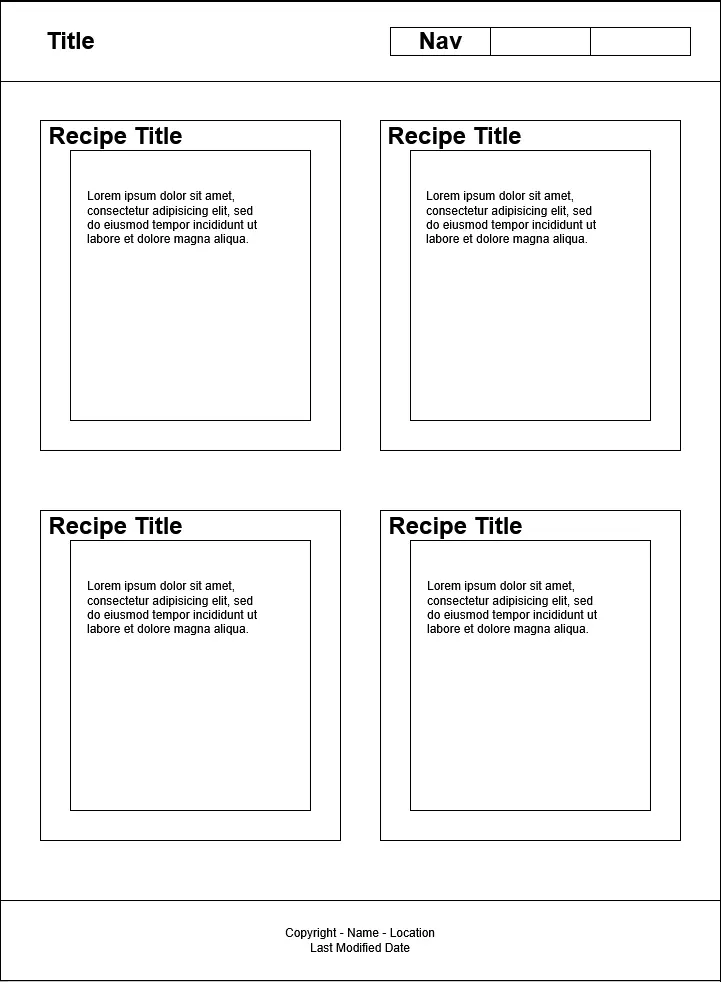 Title
Nav
Recipe Title
Lorem ipsum dolor sit amet,
consectetur adipisicing elit, sed
do eiusmod tempor incididunt ut
labore et dolore magna aliqua.
Recipe Title
Lorem ipsum dolor sit amet,
consectetur adipisicing elit, sed
do eiusmod tempor incididunt ut
labore et dolore magna aliqua.
Recipe Title
Lorem ipsum dolor sit amet,
consectetur adipisicing elit, sed
do eiusmod tempor incididunt ut
labore et dolore magna aliqua.
Recipe Title
Lorem ipsum dolor sit amet,
consectetur adipisicing elit, sed
do eiusmod tempor incididunt ut
labore et dolore magna aliqua.
Copyright - Name - Location
Last Modified Date